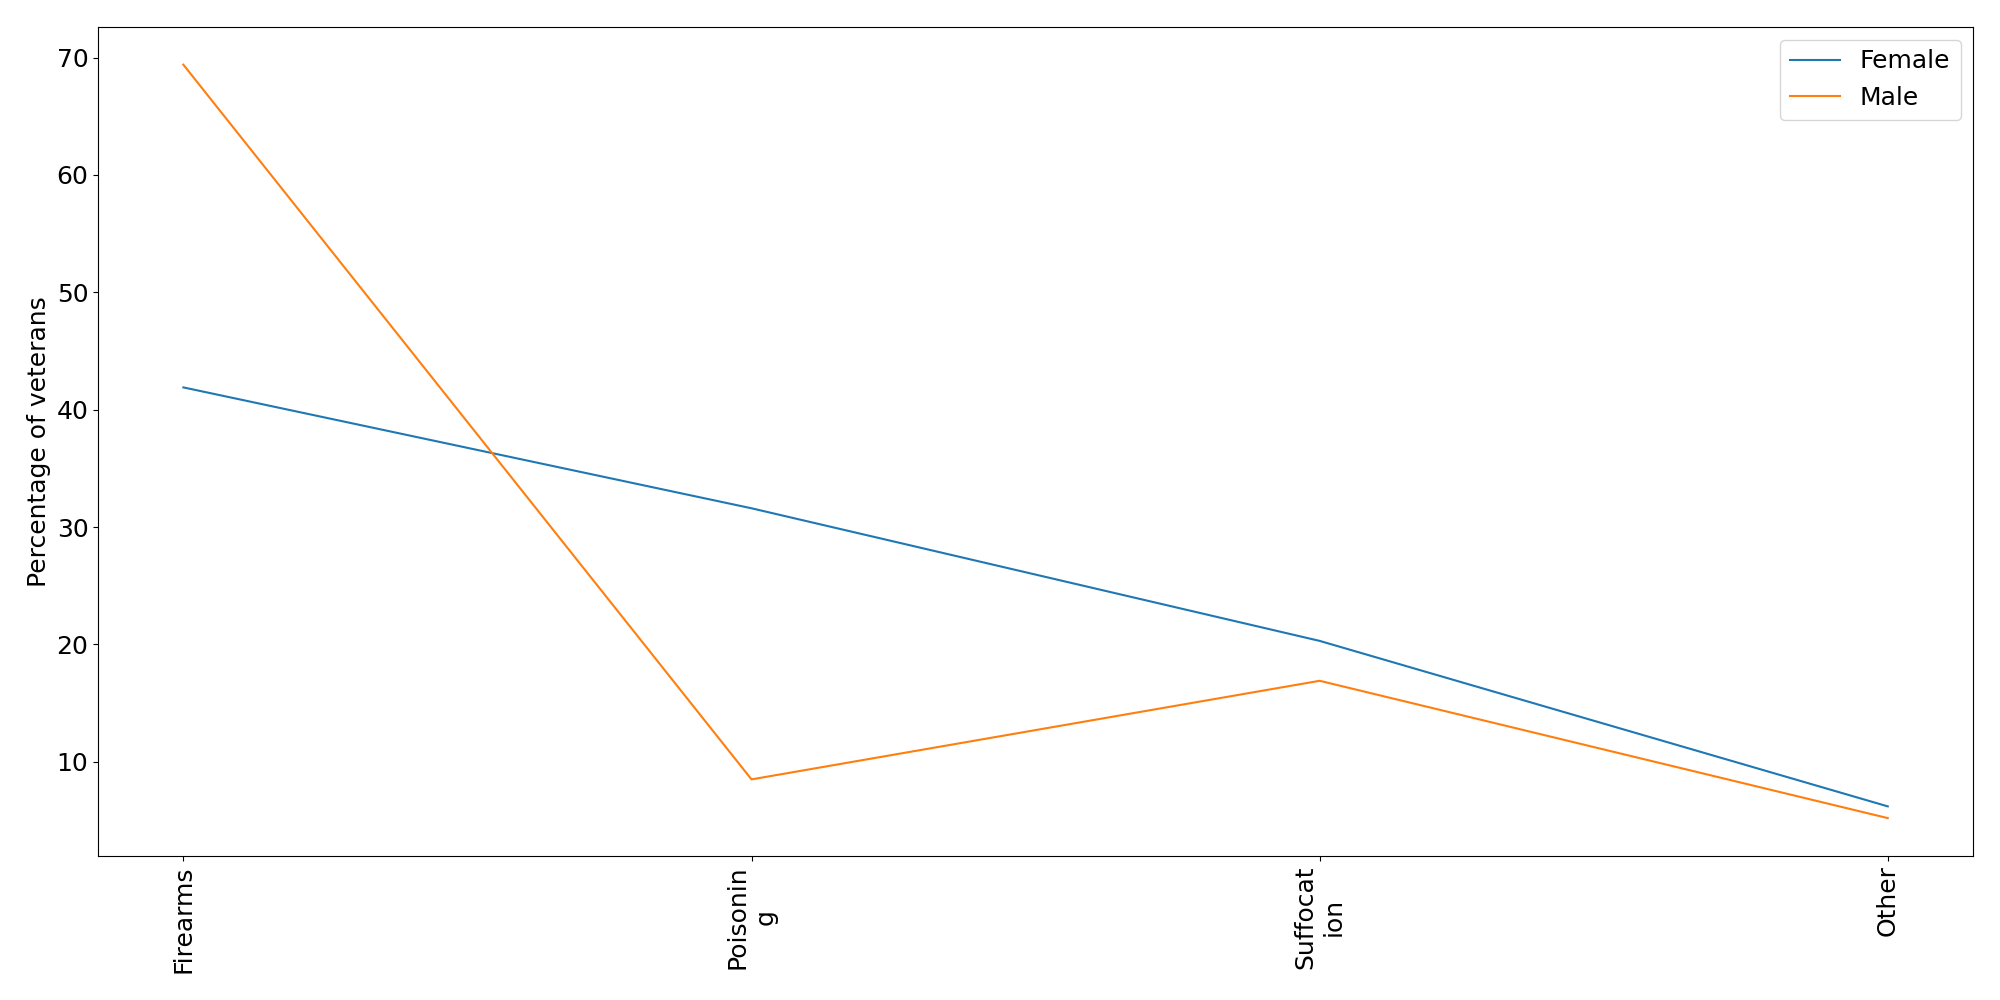 Percentage of veterans
70
60
50
40
30
20
10
Female
Male
Firearms
Poisonin
g
Suffocat
ion
Other